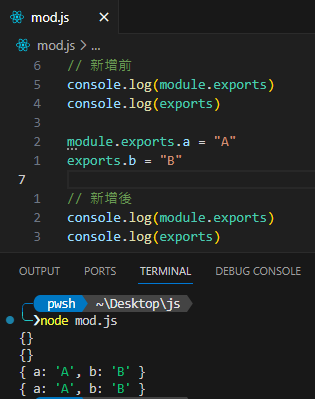 mod.js
mod.js > ...
6 // 新增前
5 console.log(module.exports)
4 console.log(exports)
3
2 module.exports.a = "A"
1 exports.b = "B"
7
1 // 新增後
2 console.log(module.exports)
3 console.log(exports)
OUTPUT PORTS TERMINAL DEBUG CONSOLE
pwsh ~\Desktop\js
node mod.js
{}
{}
{ a: 'A', b: 'B' }
{ a: 'A', b: 'B' }